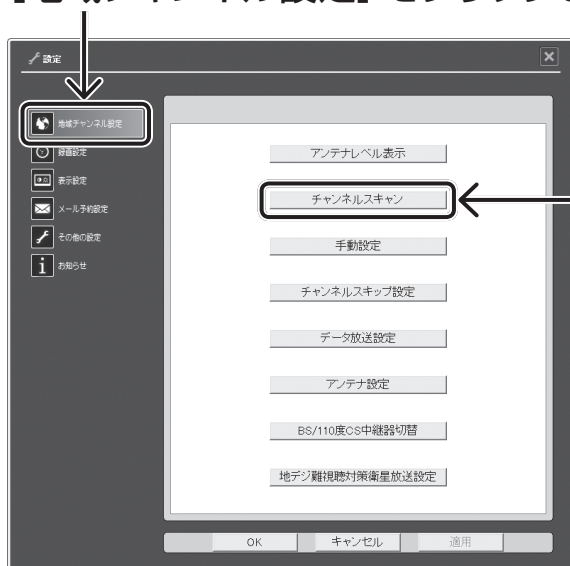 設定
地域チャンネル設定
録画設定
表示設定
メール予約設定
その他の設定
お知らせ
アンテナレベル表示
チャンネルスキャン
手動設定
チャンネルスキップ設定
データ放送設定
アンテナ設定
BS/110度CS中継器切替
地デジ難視聴対策衛星放送設定
OK
キャンセル
適用